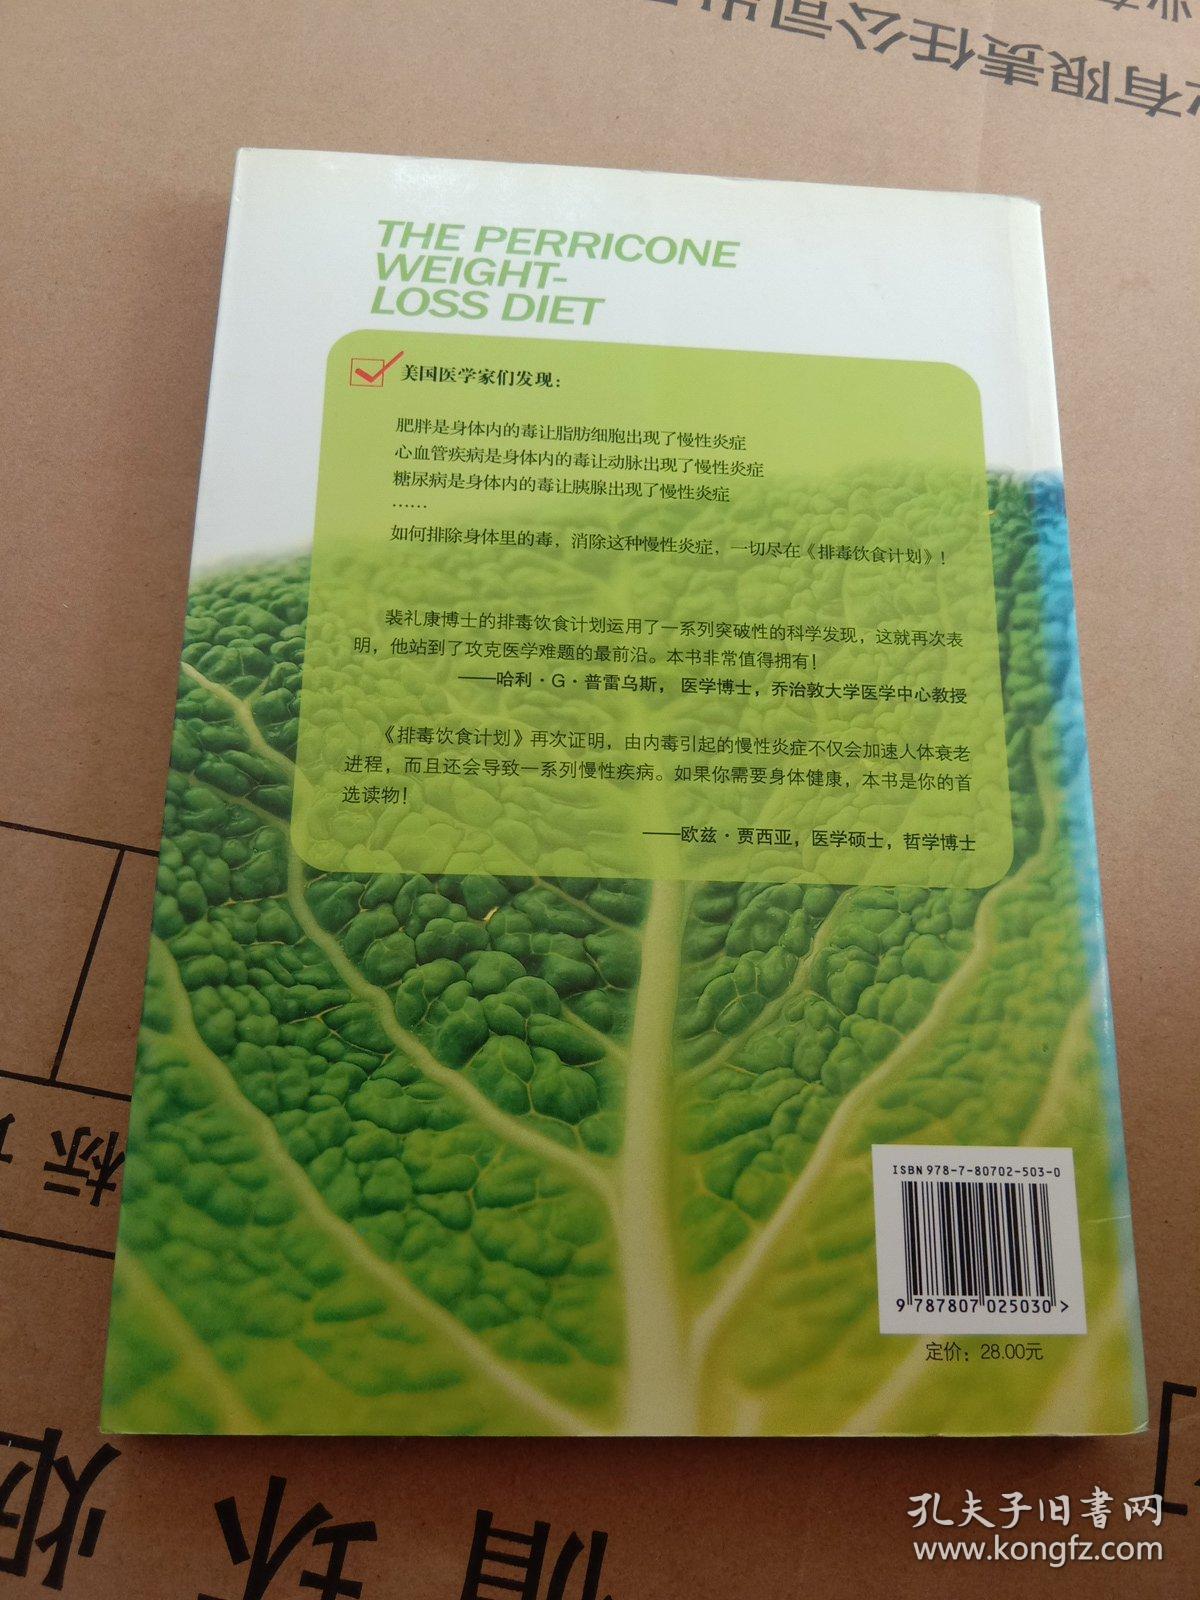 业有限责任公司出
THE PERRICONE
WEIGHT-
LOSS DIET
美国医学家们发现：
肥胖是身体内的毒让脂肪细胞出现了慢性炎症
心血管疾病是身体内的毒让动脉出现了慢性炎症
糖尿病是身体内的毒让胰腺出现了慢性炎症
……
如何排除身体里的毒，消除这种慢性炎症，一切尽在《排毒饮食计划》！
裴礼康博士的排毒饮食计划运用了一系列突破性的科学发现，这就再次表
明，他站到了攻克医学难题的最前沿。本书非常值得拥有！
——哈利·G·普雷乌斯，医学博士，乔治敦大学医学中心教授
《排毒饮食计划》再次证明，由内毒引起的慢性炎症不仅会加速人体衰老
进程，而且还会导致一系列慢性疾病。如果你需要身体健康，本书是你的首
选读物！
——欧兹·贾西亚，医学硕士，哲学博士
标
ISBN 978-7-80702-503-0
9 787807 025030 >
定价：28.00元
环
孔夫子旧书网
www.kongfz.com